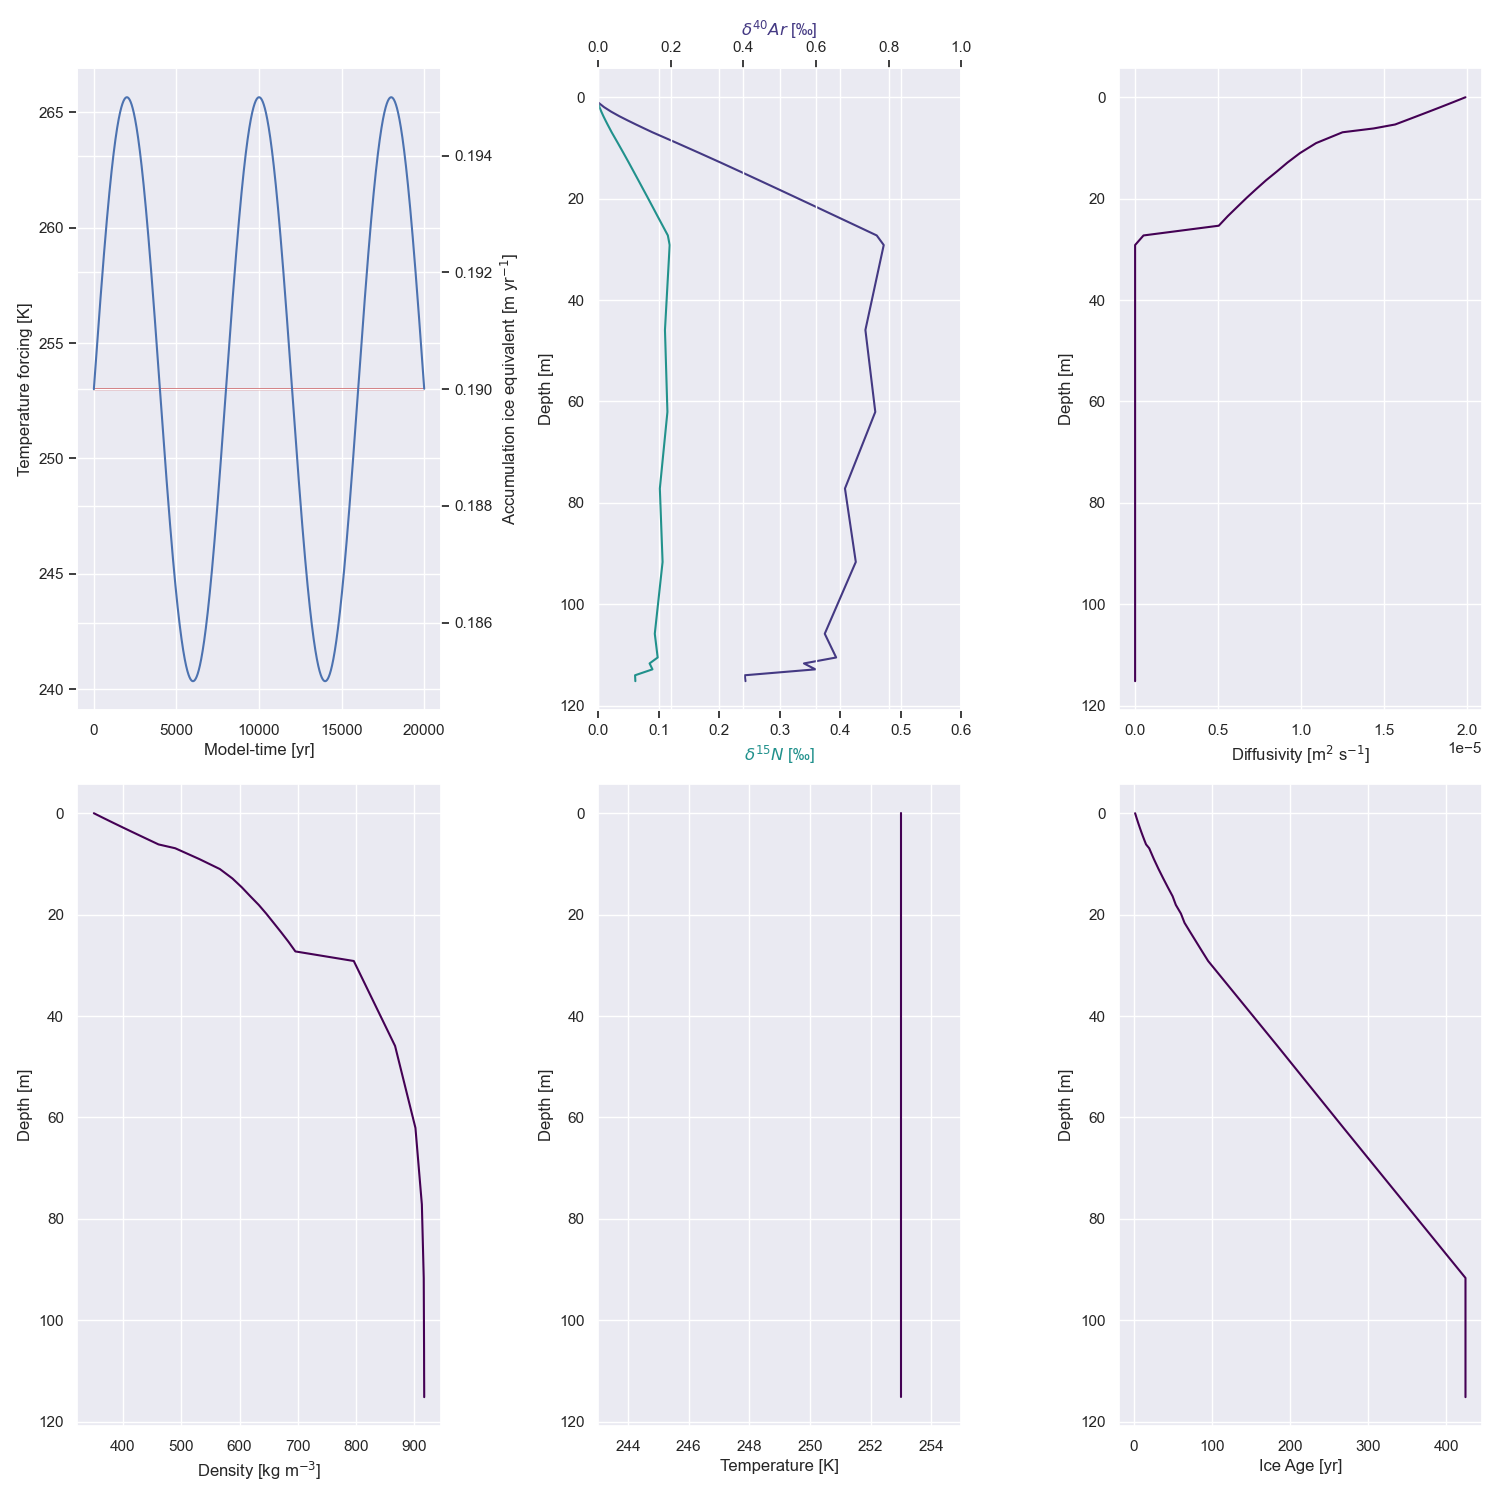 δ⁴⁰Ar [‰]
0.0 0.2 0.4 0.6 0.8 1.0
265
260
255
250
245
240
Temperature forcing [K]
0 5000 10000 15000 20000
Model-time [yr]
0.194
0.192
0.190
0.188
0.186
Accumulation ice equivalent [m yr⁻¹]
0
20
40
60
80
100
120
Depth [m]
0.0 0.1 0.2 0.3 0.4 0.5 0.6
δ¹⁵N [‰]
0
20
40
60
80
100
120
Depth [m]
0.0 0.5 1.0 1.5 2.0
1e−5
Diffusivity [m² s⁻¹]
0
20
40
60
80
100
120
Depth [m]
400 500 600 700 800 900
Density [kg m⁻³]
0
20
40
60
80
100
120
Depth [m]
244 246 248 250 252 254
Temperature [K]
0
20
40
60
80
100
120
Depth [m]
0 100 200 300 400
Ice Age [yr]